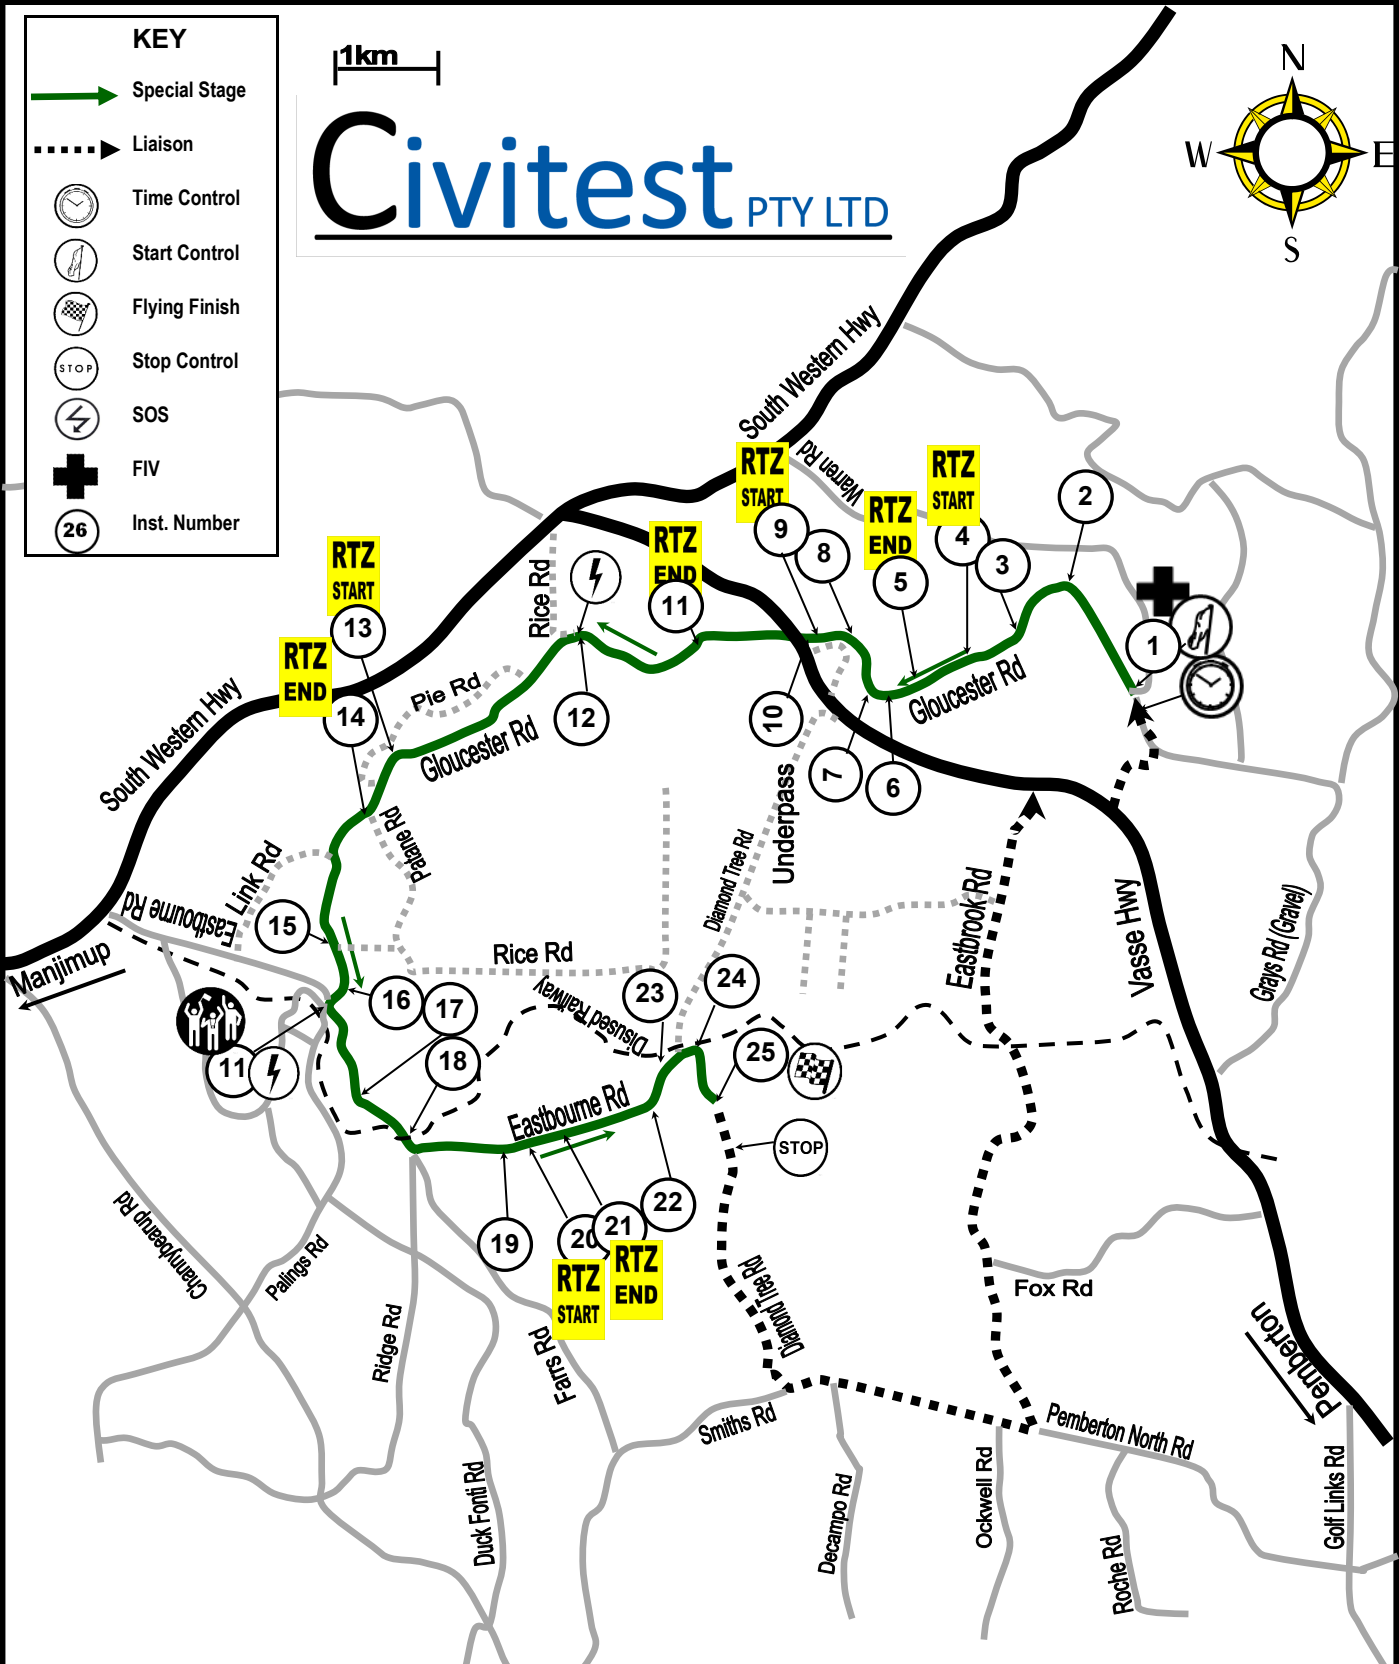 KEY
Special Stage
Liaison
Time Control
Start Control
Flying Finish
STOP
Stop Control
SOS
FIV
26
Inst. Number
1km
Civitest PTY LTD
N
W
E
S
South Western Hwy
Warren Rd
RTZ
START
9
8
RTZ
END
5
RTZ
START
4
3
2
1
RTZ
END
11
Rice Rd
12
10
7
6
Gloucester Rd
RTZ
START
13
RTZ
END
14
Pie Rd
Gloucester Rd
South Western Hwy
Patane Rd
Link Rd
Eastbourne Rd
15
Manjimup
Rice Rd
Underpass
Diamond Tree Rd
Eastbrook Rd
Vasse Hwy
Grays Rd (Gravel)
Disused Railway
16
17
18
11
23
24
25
STOP
Eastbourne Rd
19
20
21
22
RTZ
START
RTZ
END
Channybearup Rd
Palings Rd
Ridge Rd
Farrs Rd
Duck Fonti Rd
Diamond Tree Rd
Smiths Rd
Decampo Rd
Ockwell Rd
Fox Rd
Pemberton
Pemberton North Rd
Roche Rd
Golf Links Rd